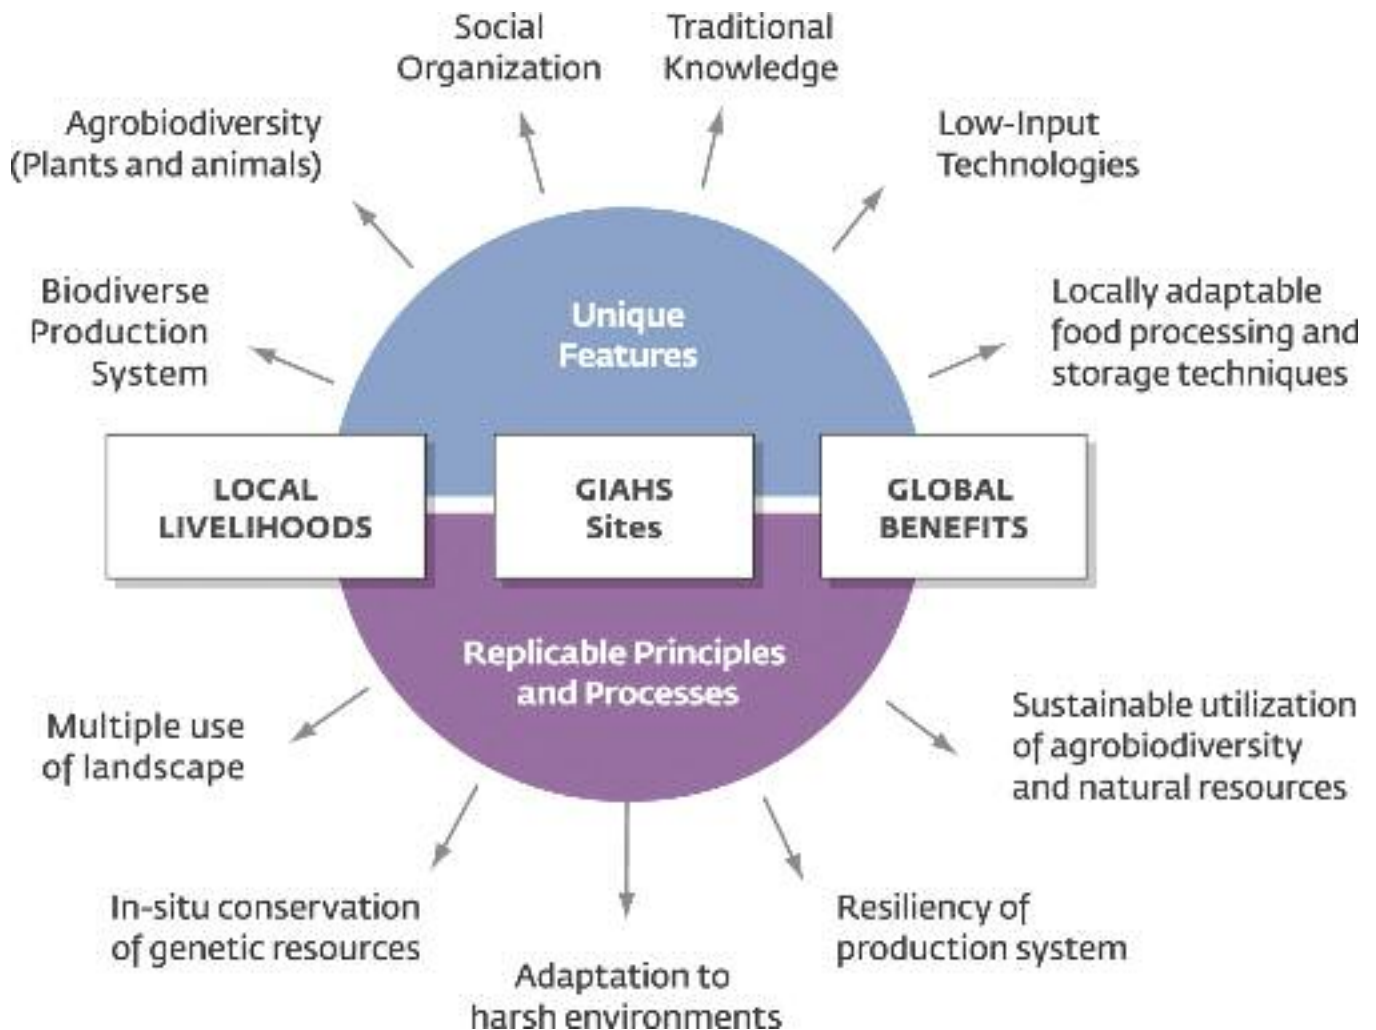 Social
Organization
Traditional
Knowledge
Agrobiodiversity
(Plants and animals)
Low-Input
Technologies
Biodiverse
Production
System
Unique
Features
Locally adaptable
food processing and
storage techniques
LOCAL
LIVELIHOODS
GIAHS
Sites
GLOBAL
BENEFITS
Replicable Principles
and Processes
Multiple use
of landscape
Sustainable utilization
of agrobiodiversity
and natural resources
In-situ conservation
of genetic resources
Adaptation to
harsh environments
Resiliency of
production system